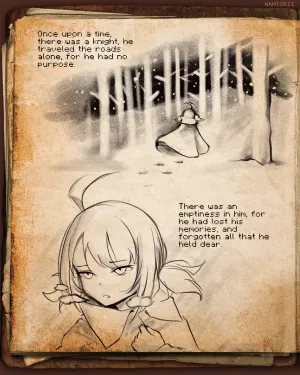 NAMIORII
Once upon a time,
there was a knight, he
traveled the roads
alone, for he had no
purpose.
There was an
emptiness in him, for
he had lost his
memories, and
forgotten all that he
held dear.